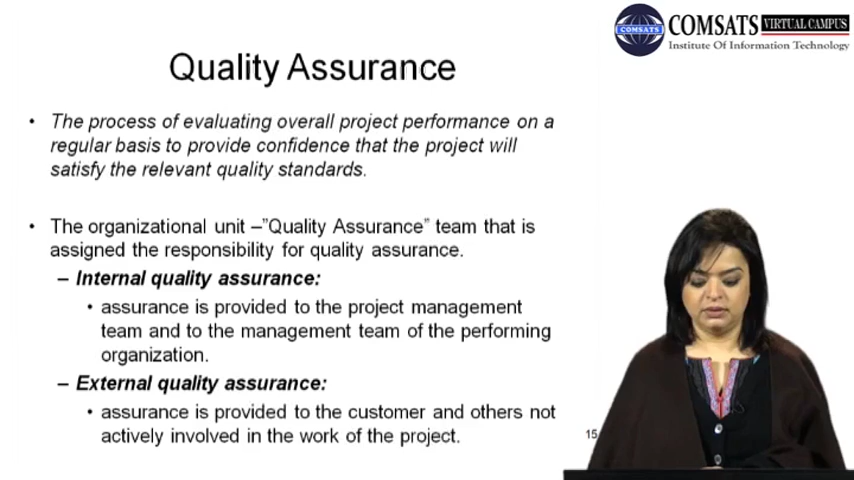 COMSATS VIRTUAL CAMPUS
Institute Of Information Technology
COMSATS
Quality Assurance
• The process of evaluating overall project performance on a
regular basis to provide confidence that the project will
satisfy the relevant quality standards.
• The organizational unit –”Quality Assurance” team that is
assigned the responsibility for quality assurance.
– Internal quality assurance:
• assurance is provided to the project management
team and to the management team of the performing
organization.
– External quality assurance:
• assurance is provided to the customer and others not
actively involved in the work of the project.
15